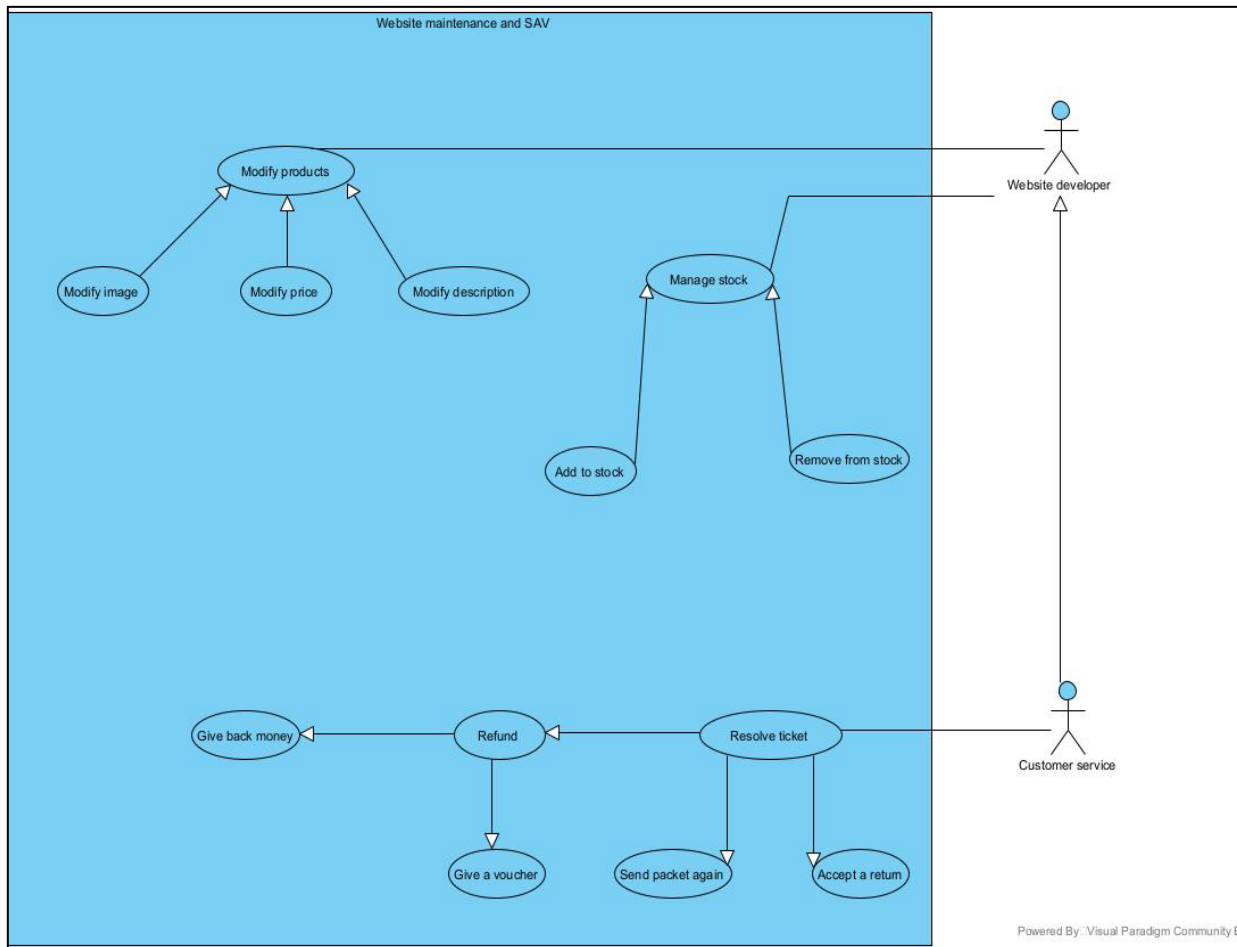 Website maintenance and SAV
Modify products
Website developer
Modify image
Modify price
Modify description
Manage stock
Add to stock
Remove from stock
Give back money
Refund
Resolve ticket
Customer service
Give a voucher
Send packet again
Accept a return
Powered By: Visual Paradigm Community E